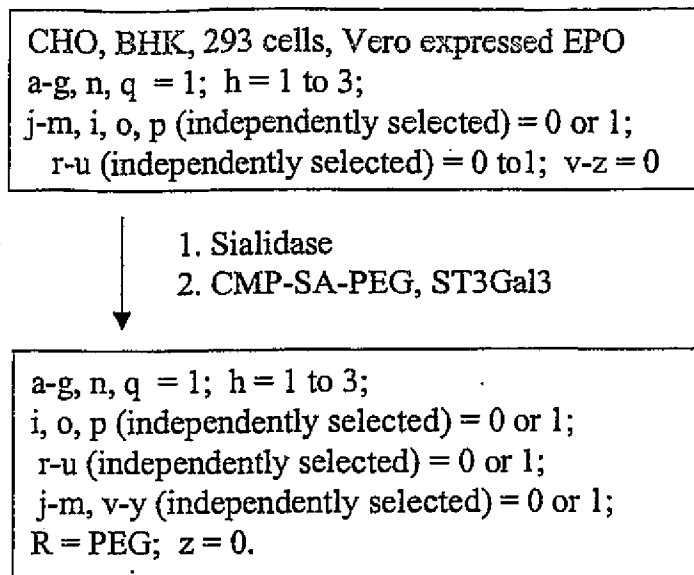 CHO, BHK, 293 cells, Vero expressed EPO
a-g, n, q = 1; h = 1 to 3;
j-m, i, o, p (independently selected) = 0 or 1;
r-u (independently selected) = 0 to1; v-z = 0
1. Sialidase
2. CMP-SA-PEG, ST3Gal3
a-g, n, q = 1; h = 1 to 3;
i, o, p (independently selected) = 0 or 1;
r-u (independently selected) = 0 or 1;
j-m, v-y (independently selected) = 0 or 1;
R = PEG; z = 0.